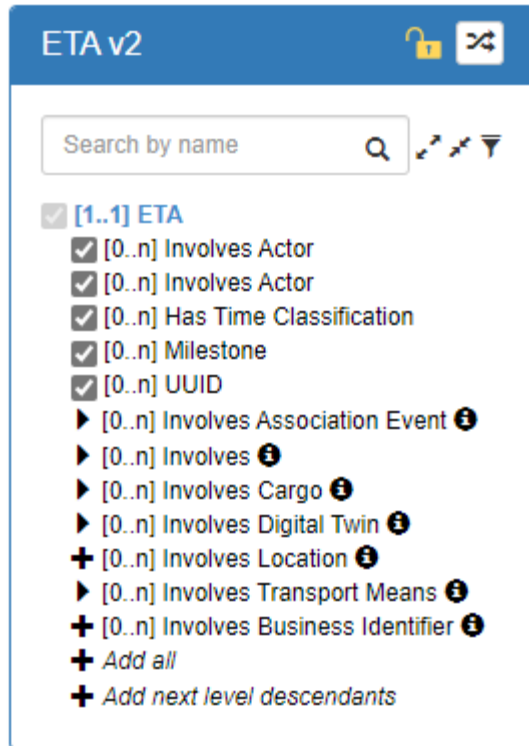 ETA v2
Search by name
[1..1] ETA
[0..n] Involves Actor
[0..n] Involves Actor
[0..n] Has Time Classification
[0..n] Milestone
[0..n] UUID
[0..n] Involves Association Event
[0..n] Involves
[0..n] Involves Cargo
[0..n] Involves Digital Twin
[0..n] Involves Location
[0..n] Involves Transport Means
[0..n] Involves Business Identifier
Add all
Add next level descendants